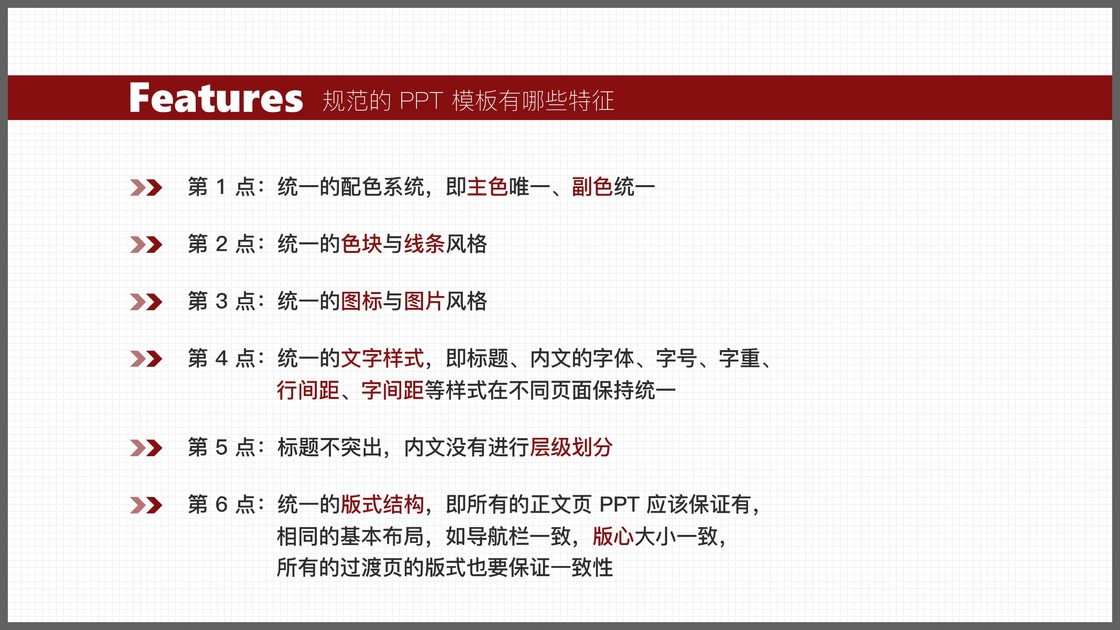 Features 规范的 PPT 模板有哪些特征
第 1 点：统一的配色系统，即主色唯一、副色统一
第 2 点：统一的色块与线条风格
第 3 点：统一的图标与图片风格
第 4 点：统一的文字样式，即标题、内文的字体、字号、字重、
行间距、字间距等样式在不同页面保持统一
第 5 点：标题不突出，内文没有进行层级划分
第 6 点：统一的版式结构，即所有的正文页 PPT 应该保证有，
相同的基本布局，如导航栏一致，版心大小一致，
所有的过渡页的版式也要保证一致性